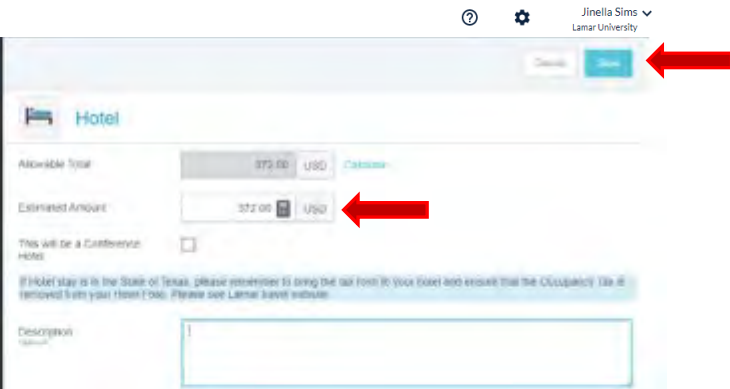 Jinella Sims
Lamar University
Cancel Save
Hotel
Allowable Total 372.00 USD Calculate
Estimated Amount 372.00 USD
This will be a Conference
Hotel
If Hotel stay is in the State of Texas, please remember to bring the tax form to your hotel and ensure that the Occupancy Tax is
removed from your Hotel Folio. Please see Lamar travel website.
Description